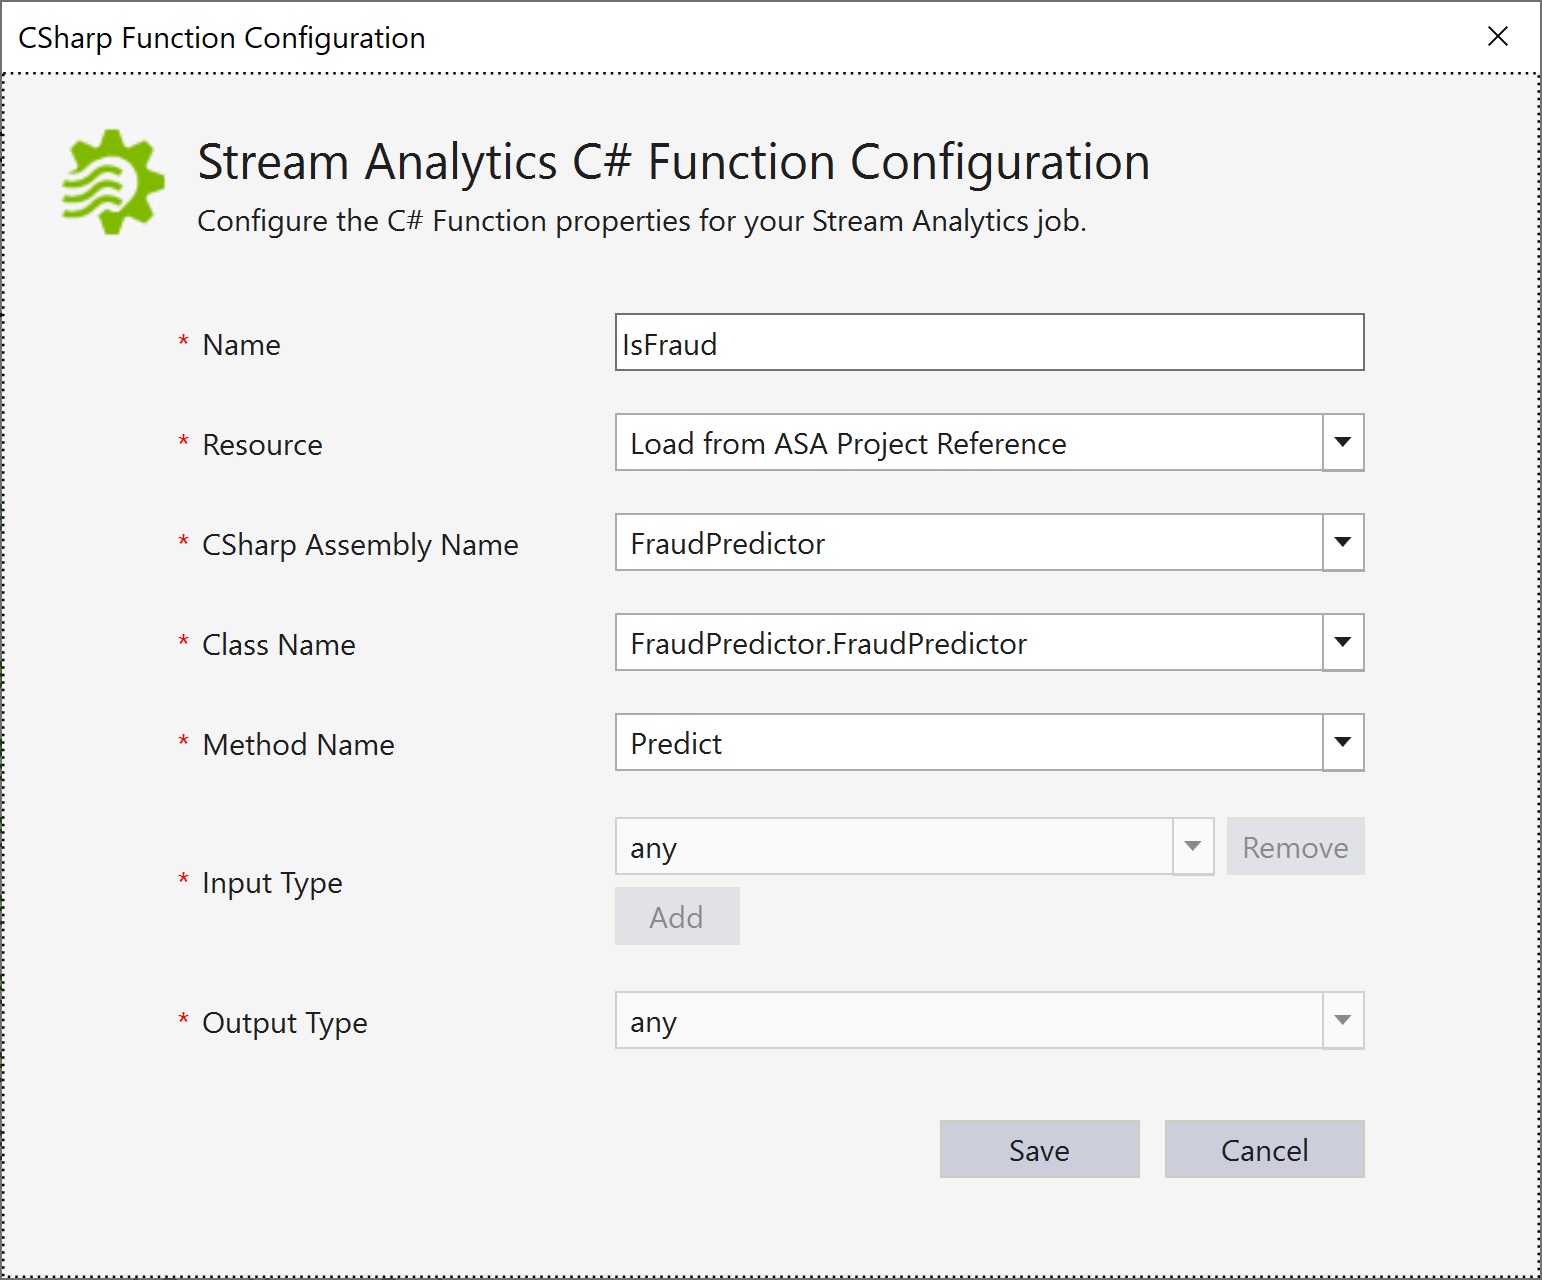 CSharp Function Configuration
Stream Analytics C# Function Configuration
Configure the C# Function properties for your Stream Analytics job.
* Name IsFraud
* Resource Load from ASA Project Reference
* CSharp Assembly Name FraudPredictor
* Class Name FraudPredictor.FraudPredictor
* Method Name Predict
any Remove
* Input Type
Add
* Output Type any
Save Cancel